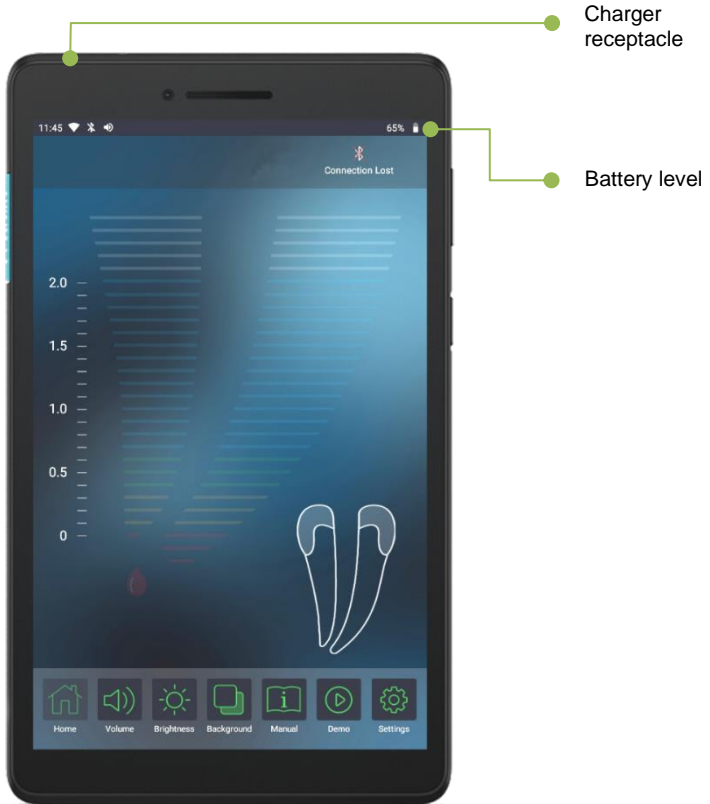 Charger
receptacle
11:45
65%
Connection Lost
Battery level
2.0
1.5
1.0
0.5
0
i
Home Volume Brightness Background Manual Demo Settings